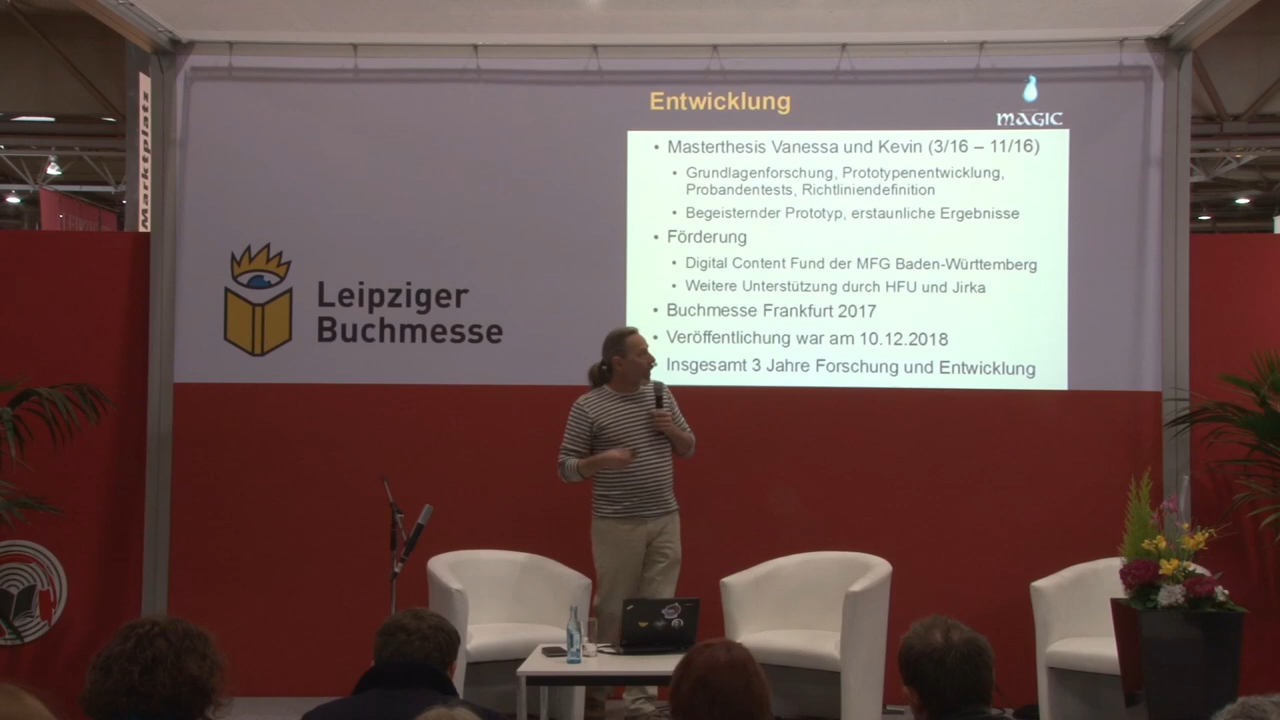 Marktplatz
Entwicklung
MAGIC
• Masterthesis Vanessa und Kevin (3/16 – 11/16)
• Grundlagenforschung, Prototypenentwicklung,
Probandentests, Richtliniendefinition
• Begeisternder Prototyp, erstaunliche Ergebnisse
• Förderung
• Digital Content Fund der MFG Baden-Württemberg
• Weitere Unterstützung durch HFU und Jirka
• Buchmesse Frankfurt 2017
• Veröffentlichung war am 10.12.2018
• Insgesamt 3 Jahre Forschung und Entwicklung
Leipziger
Buchmesse